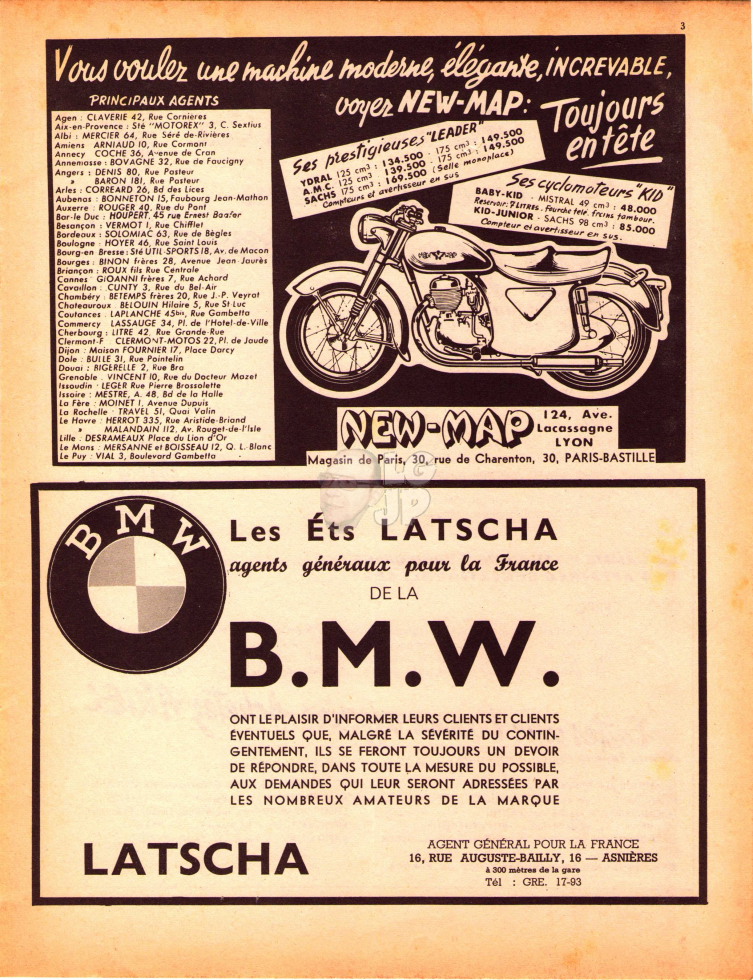 3
Vous voulez une machine moderne, élégante, INCREVABLE,
voyez NEW-MAP:
Toujours
en tête
PRINCIPAUX AGENTS
Agen : CLAVERIE 42, Rue Cornières
Aix-en-Provence : Sté "MOTOREX" 3, C. Sextius
Albi : MERCIER 64, Rue Séré de-Rivières
Amiens ARNIAUD 10, Rue Cormont
Annecy COCHE 36, Avenue de Cran
Annemasse : BOVAGNE 32, Rue de Faucigny
Angers : DENIS 80, Rue Pasteur
» BARON 181, Rue Pasteur
Arles : CORREARD 26, Bd des Lices
Aubenas : BONNETON 15, Faubourg Jean-Mathon
Auxerre : ROUGER 40, Rue du Pont
Bar-le Duc : HOUPERT, 45 rue Ernest
Besançon : VERMOT 1, Rue Chifflet
Bordeaux : SOLOMIAC 63, Rue de Bègles
Boulogne : HOYER 46, Rue Saint Louis
Bourg-en Bresse : Sté UTIL-SPORTS 18, Av. de Macon
Bourges : BINON frères 28, Avenue Jean-Jaurès
Briançon : ROUX fils Rue Centrale
Cannes GiOANNI frères 7, Rue Achard
Cavaillon : CUNTY 3, Rue du Bel-Air
Chambéry : BETEMPS frères 20, Rue J.-P. Veyrat
Chateauroux BELOUIN Hilaire 5, Rue St-Luc
Coutances . LAPLANCHE 45bis, Rue Gambetta
Commercy LASSAUGE 34, Pl. de l'Hotel-de-Ville
Cherbourg : LITRE 42, Rue Grande-Rue
Clermont-F CLERMONT-MOTOS 22, Pl. de Jaude
Dijon : Maison FOURNIER 17, Place Darcy
Dole : BULLE 31, Rue Pointelin
Douai : BIGERELLE 2, Rue Bra
Grenoble . VINCENT 10, Rue du Docteur Mazet
Issoudin : LEGER Rue Pierre Brossolette
Issoire : MESTRE, A. 48, Bd de la Halle
La Fère : MOINET 1, Avenue Dupuis
La Rochelle : TRAVEL 51, Quai Valin
Le Havre : HERROT 335, Rue Aristide-Briand
» MALANDAIN 112, Av. Rouget-de-l'Isle
Lille . DESRAMEAUX Place du Lion d'Or
Le Mans : MERSANNE et BOISSEAU 12, Q. L. Blanc
Le Puy : VIAL 3, Boulevard Gambetta
Ses prestigieuses "LEADER"
YDRAL 125 cm³ : 134.500 - 175 cm³ : 149.500
A.M.C. 125 cm³ : 139.500 - 175 cm³ : 149.500
SACHS 175 cm³ : 169.500 (Selle monoplace)
Compteurs et avertisseur en sus
Ses cyclomoteurs "KID"
BABY-KID - MISTRAL 49 cm³ : 48.000
Reservoir: 7 LITRES. Fourche télé. freins tambour.
KID-JUNIOR - SACHS 98 cm³ : 85.000
Compteur et avertisseur en sus.
NEW-MAP
124, Ave.
Lacassagne
LYON
Magasin de Paris, 30, rue de Charenton, 30, PARIS-BASTILLE
LG
JP
BMW
Les Éts LATSCHA
agents généraux pour la France
DE LA
B.M.W.
ONT LE PLAISIR D'INFORMER LEURS CLIENTS ET CLIENTS
ÉVENTUELS QUE, MALGRÉ LA SÉVÉRITÉ DU CONTIN-
GENTEMENT, ILS SE FERONT TOUJOURS UN DEVOIR
DE RÉPONDRE, DANS TOUTE LA MESURE DU POSSIBLE,
AUX DEMANDES QUI LEUR SERONT ADRESSÉES PAR
LES NOMBREUX AMATEURS DE LA MARQUE
LATSCHA
AGENT GÉNÉRAL POUR LA FRANCE
16, RUE AUGUSTE-BAILLY, 16 — ASNIÈRES
à 300 mètres de la gare
Tél : GRE. 17-93